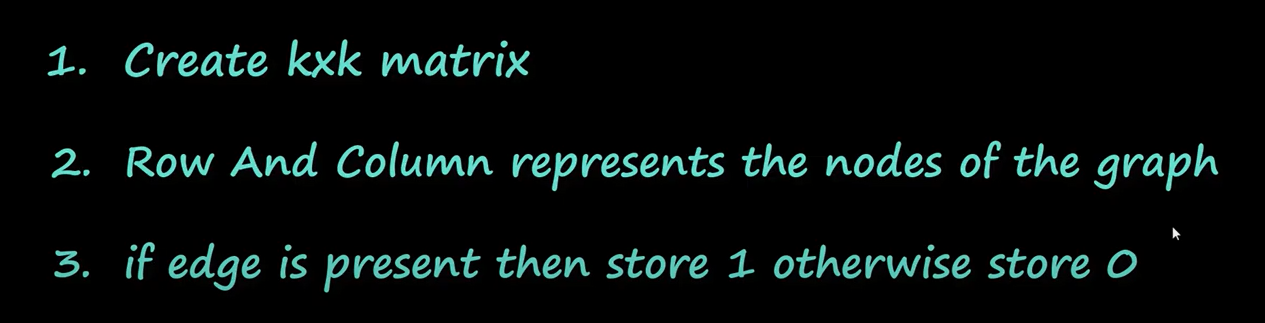 1. Create kxk matrix
2. Row And Column represents the nodes of the graph
3. if edge is present then store 1 otherwise store 0